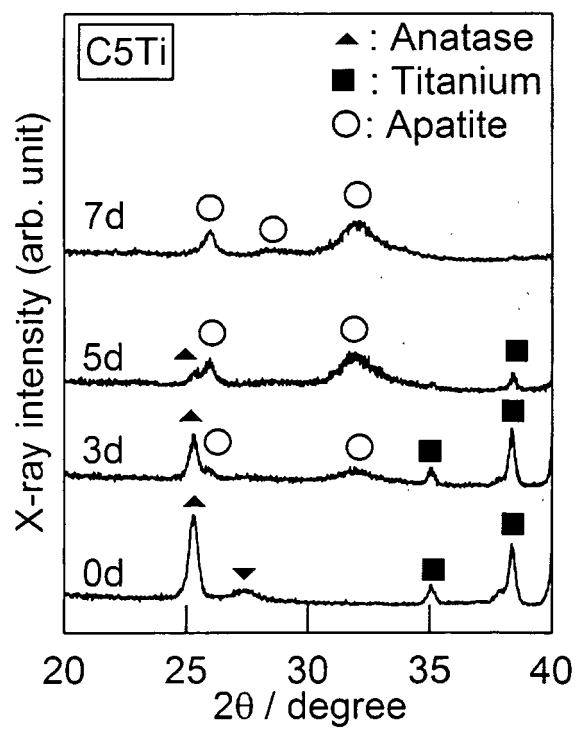 C5Ti
▲: Anatase
■: Titanium
○: Apatite
7d
5d
3d
0d
X-ray intensity (arb. unit)
20 25 30 35 40
2θ / degree